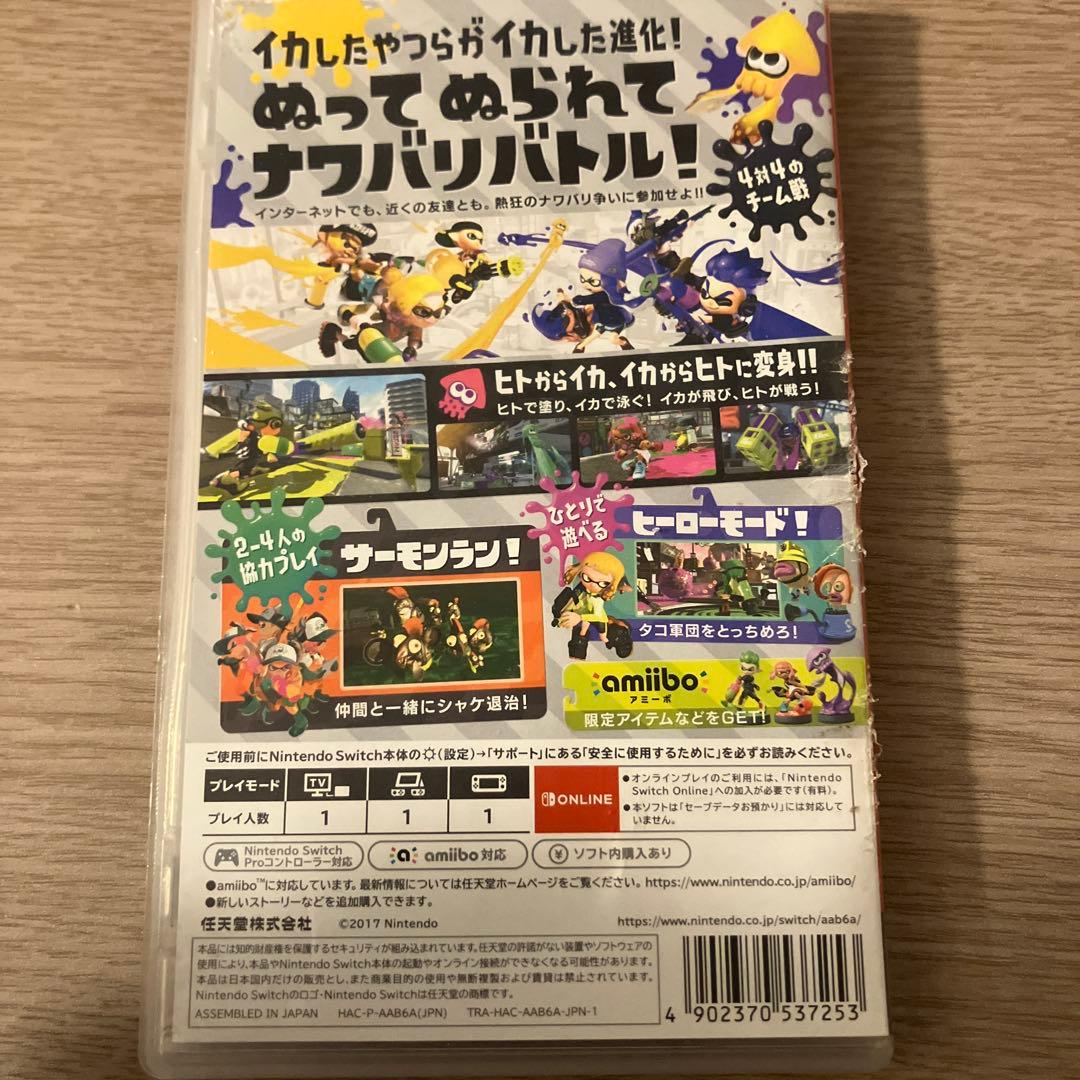 イカしたやつらがイカした進化!
ぬって ぬられて
ナワバリバトル!
4対4の
チーム戦
インターネットでも、近くの友達とも。熱狂のナワバリ争いに参加せよ!!
ヒトからイカ、イカからヒトに変身!!
ヒトで塗り、イカで泳ぐ! イカが飛び、ヒトが戦う!
2-4人の
協力プレイ
サーモンラン!
仲間と一緒にシャケ退治!
ひとりで
遊べる
ヒーローモード!
タコ軍団をとっちめろ!
amiibo
アミーボ
限定アイテムなどをGET!
ご使用前にNintendo Switch本体の(設定)→「サポート」にある「安全に使用するために」を必ずお読みください。
プレイモード TV
プレイ人数 1 1 1
ONLINE
●オンラインプレイのご利用には、「Nintendo
Switch Online」への加入が必要です(有料)。
●本ソフトは「セーブデータお預かり」には対応して
いません。
Nintendo Switch
Proコントローラー対応
amiibo 対応
ソフト内購入あり
●amiibo™に対応しています。最新情報については任天堂ホームページをご覧ください。https://www.nintendo.co.jp/amiibo/
●新しいストーリーなどを追加購入できます。
任天堂株式会社 ©2017 Nintendo https://www.nintendo.co.jp/switch/aab6a/
本品には知的財産権を保護するセキュリティが組み込まれています。任天堂の許諾がない装置やソフトウェアの
使用により、本品やNintendo Switch本体の起動やオンライン接続ができなくなる可能性があります。
本品は日本国内だけの販売とし、また商業目的の使用や無断複製および賃貸は禁止されています。
Nintendo Switchのロゴ・Nintendo Switchは任天堂の商標です。
ASSEMBLED IN JAPAN HAC-P-AAB6A(JPN) TRA-HAC-AAB6A-JPN-1
4 902370 537253